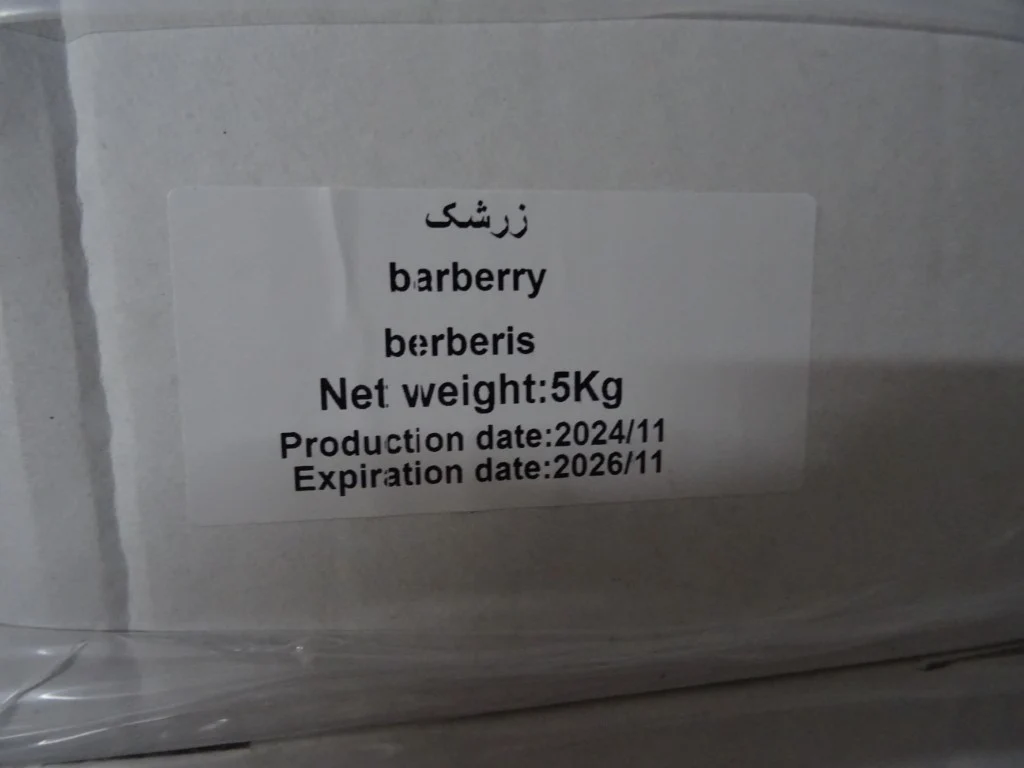 زرشک
barberry
berberis
Net weight:5Kg
Production date:2024/11
Expiration date:2026/11